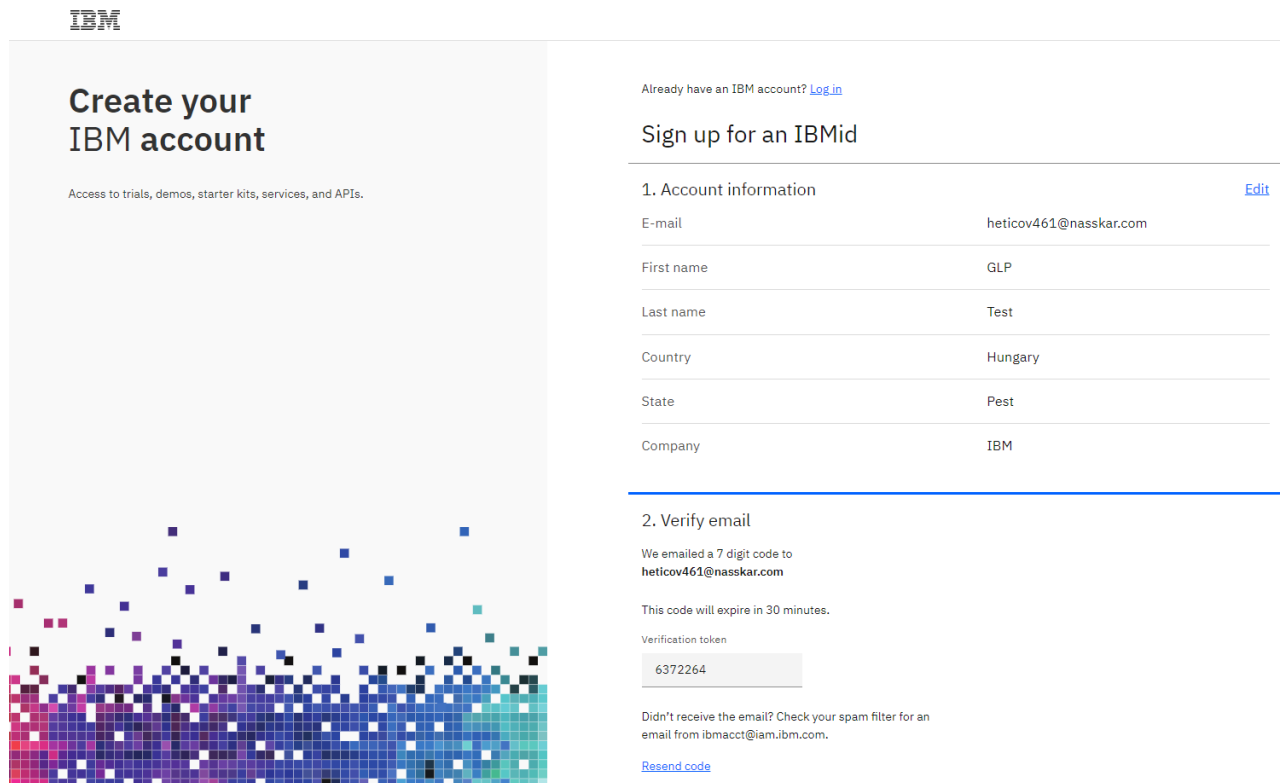 IBM
Create your
IBM account
Access to trials, demos, starter kits, services, and APIs.
Already have an IBM account? Log in
Sign up for an IBMid
1. Account information Edit
E-mail heticov461@nasskar.com
First name GLP
Last name Test
Country Hungary
State Pest
Company IBM
2. Verify email
We emailed a 7 digit code to
heticov461@nasskar.com
This code will expire in 30 minutes.
Verification token
6372264
Didn’t receive the email? Check your spam filter for an
email from ibmacct@iam.ibm.com.
Resend code